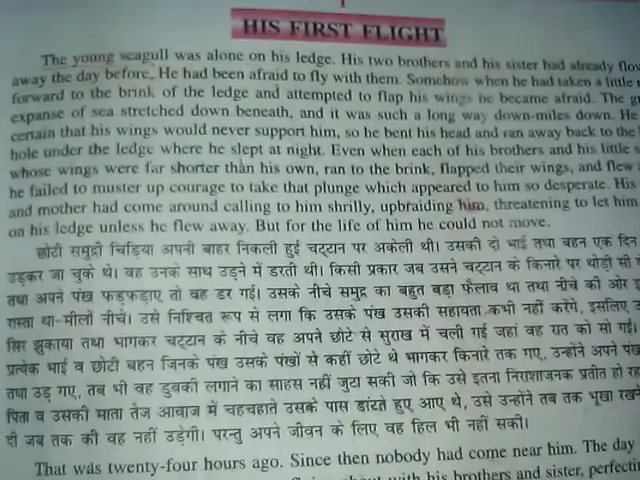 HIS FIRST FLIGHT
The young seagull was alone on his ledge. His two brothers and his sister had already
away the day before. He had been afraid to fly with them. Somehow when he had taken a little
forward to the brink of the ledge and attempted to flap his wings he became afraid. The
expanse of sea stretched down beneath, and it was such a long way down-miles down. He
certain that his wings would never support him, so he bent his head and ran away back to the
hole under the ledge where he slept at night. Even when each of his brothers and his little
whose wings were far shorter than his own, ran to the brink, flapped their wings, and flew
he failed to muster up courage to take that plunge which appeared to him so desperate. His
and mother had come around calling to him shrilly, upbraiding him, threatening to let him
on his ledge unless he flew away. But for the life of him he could not move.
छोटी समुद्री चिड़िया अपनी बाहर निकली हुई चट्टान पर अकेली थी। उसकी दो भाई तथा बहन एक दिन
उड़कर जा चुके थे। वह उनके साथ उड़ने में डरती थी। किसी प्रकार जब उसने चट्टान के किनारे पर थोड़ी सी
तथा अपने पंख फड़फड़ाए तो वह डर गई। उसके नीचे समुद्र का बहुत बड़ा फैलाव था तथा नीचे की ओर
रास्ता था-मीलों नीचे। उसे निश्चित रूप से लगा कि उसके पंख उसकी सहायता कभी नहीं करेंगे, इसलिए
सिर झुकाया तथा भागकर चट्टान के नीचे वह अपने छोटे से सुराख में चली गई जहां वह रात को सो गई।
प्रत्येक भाई व छोटी बहन जिनके पंख उसके पंखों से कहीं छोटे थे भागकर किनारे तक गए, उन्होंने अपने पंख
तथा उड़ गए, तब भी वह डुबकी लगाने का साहस नहीं जुटा सकी जो कि उसे इतना निराशाजनक प्रतीत हो
पिता व उसकी माता तेज आवाज में चहचहाते उसके पास डांटते हुए आए थे, उसे उन्होंने तब तक भूखा
दी जब तक की वह नहीं उड़ेगी। परन्तु अपने जीवन के लिए वह हिल भी नहीं सकी।
That was twenty-four hours ago. Since then nobody had come near him. The day
about with his brothers and sister,